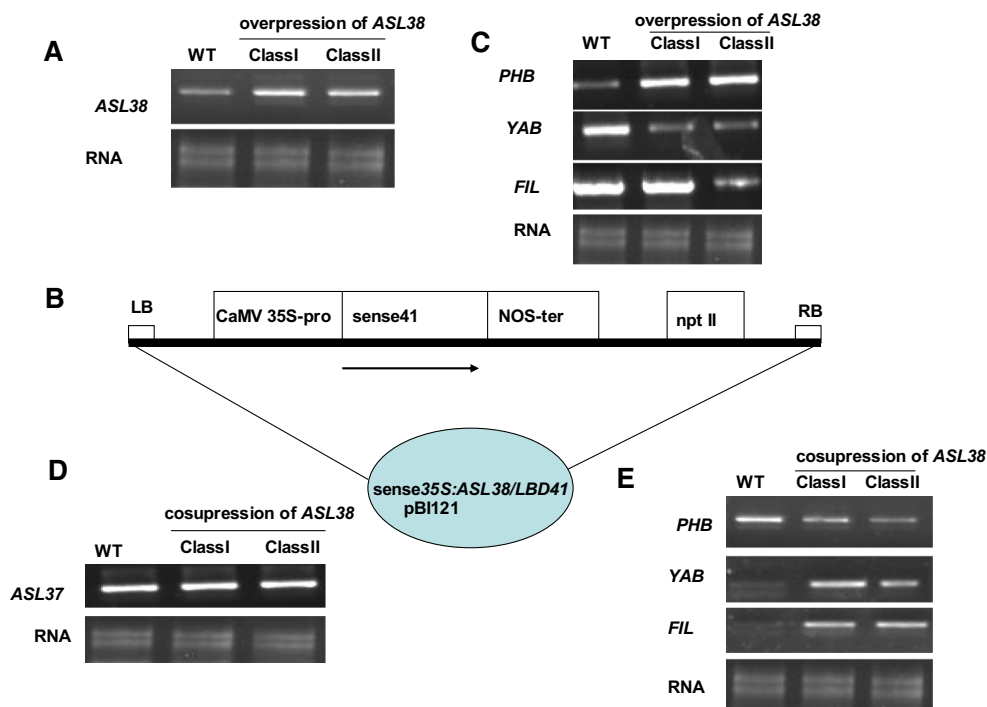 A
overpression of ASL38
WT ClassI ClassII
ASL38
RNA
C
overpression of ASL38
WT ClassI ClassII
PHB
YAB
FIL
RNA
B
LB CaMV 35S-pro sense41 NOS-ter npt II RB
sense35S:ASL38/LBD41
pBI121
D
cosupression of ASL38
WT ClassI ClassII
ASL37
RNA
E
cosupression of ASL38
WT ClassI ClassII
PHB
YAB
FIL
RNA